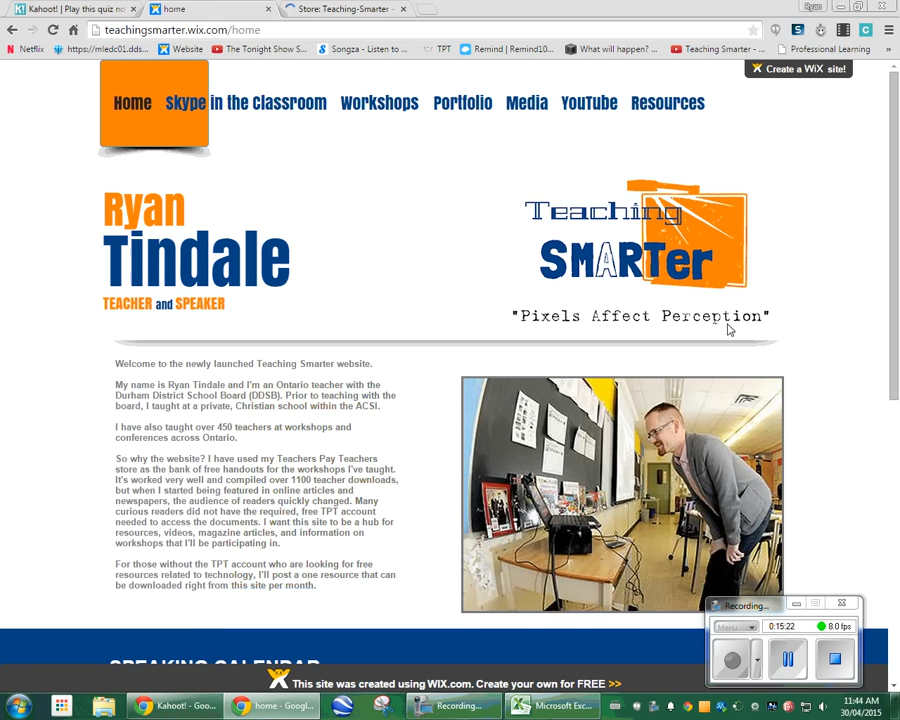 Kahoot! | Play this quiz no
home
Store: Teaching-Smarter -
Ryan
teachingsmarter.wix.com/home
Netflix
https://mledc01.dds...
Website
The Tonight Show S...
Songza - Listen to ...
TPT
Remind | Remind10...
What will happen? ...
Teaching Smarter - ...
Professional Learning
Create a WiX site!
Home
Skype in the Classroom
Workshops
Portfolio
Media
YouTube
Resources
Ryan
Tindale
TEACHER and SPEAKER
Teaching
SMARTer
"Pixels Affect Perception"
Welcome to the newly launched Teaching Smarter website.
My name is Ryan Tindale and I'm an Ontario teacher with the
Durham District School Board (DDSB). Prior to teaching with the
board, I taught at a private, Christian school within the ACSI.
I have also taught over 450 teachers at workshops and
conferences across Ontario.
So why the website? I have used my Teachers Pay Teachers
store as the bank of free handouts for the workshops I've taught.
It's worked very well and compiled over 1100 teacher downloads,
but when I started being featured in online articles and
newspapers, the audience of readers quickly changed. Many
curious readers did not have the required, free TPT account
needed to access the documents. I want this site to be a hub for
resources, videos, magazine articles, and information on
workshops that I'll be participating in.
For those without the TPT account who are looking for free
resources related to technology, I'll post a one resource that can
be downloaded right from this site per month.
Recording...
Menu...
0:15:22
8.0 fps
SPEAKING CALENDAR
This site was created using WIX.com. Create your own for FREE >>
Kahoot! - Goo...
home - Googl...
Recording...
Microsoft Exc...
11:44 AM
30/04/2015